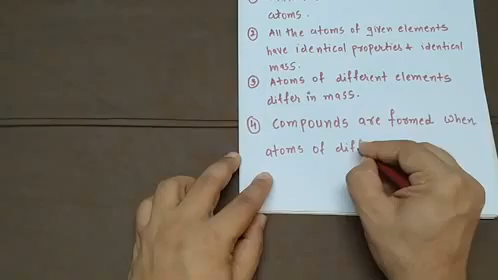 atoms.
② All the atoms of given elements
have identical properties & identical
mass.
③ Atoms of different elements
differ in mass.
④ Compounds are formed when
atoms of dif